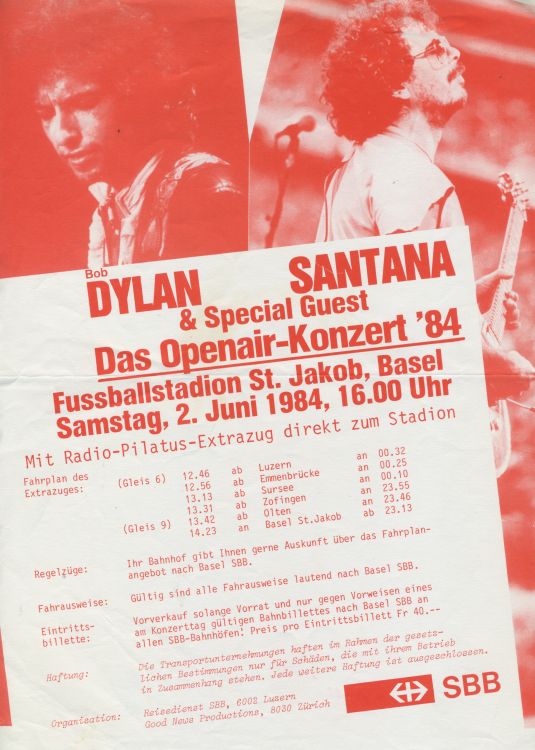 Bob
DYLAN SANTANA
& Special Guest
Das Openair-Konzert '84
Fussballstadion St. Jakob, Basel
Samstag, 2. Juni 1984, 16.00 Uhr
Mit Radio-Pilatus-Extrazug direkt zum Stadion
Fahrplan des Extrazuges: (Gleis 6) 12.46 ab Luzern an 00.32
12.56 ab Emmenbrücke an 00.25
13.13 ab Sursee an 00.10
13.31 ab Zofingen an 23.55
(Gleis 9) 13.42 ab Olten an 23.46
14.23 an Basel St.Jakob ab 23.13
Regelzüge: Ihr Bahnhof gibt Ihnen gerne Auskunft über das Fahrplan-
angebot nach Basel SBB.
Fahrausweise: Gültig sind alle Fahrausweise lautend nach Basel SBB.
Eintritts-
billette: Vorverkauf solange Vorrat und nur gegen Vorweisen eines
am Konzerttag gültigen Bahnbillettes nach Basel SBB an
allen SBB-Bahnhöfen! Preis pro Eintrittsbillett Fr 40.--
Haftung: Die Transportunternehmungen haften im Rahmen der gesetz-
lichen Bestimmungen nur für Schäden, die mit ihrem Betrieb
in Zusammenhang stehen. Jede weitere Haftung ist ausgeschlossen.
Organisation: Reisedienst SBB, 6002 Luzern
Good News Productions, 8030 Zürich
SBB